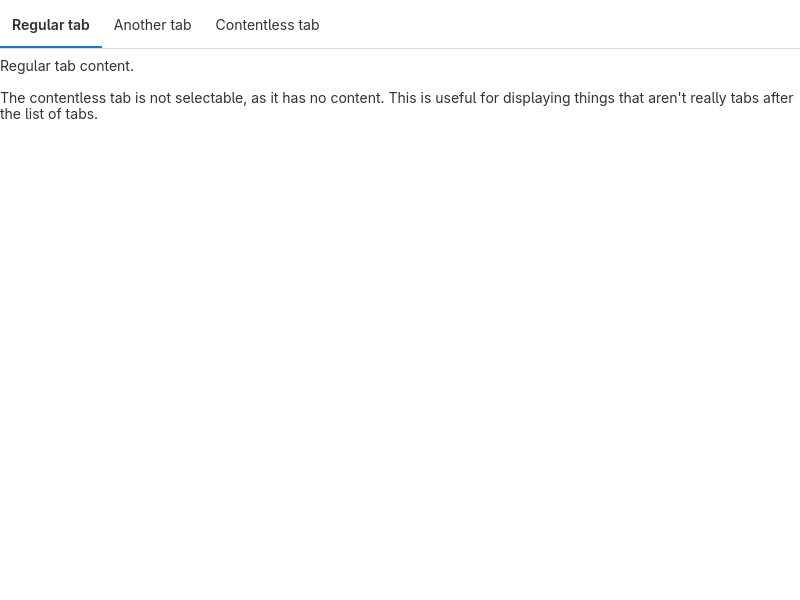 Regular tab Another tab Contentless tab
Regular tab content.
The contentless tab is not selectable, as it has no content. This is useful for displaying things that aren't really tabs after
the list of tabs.